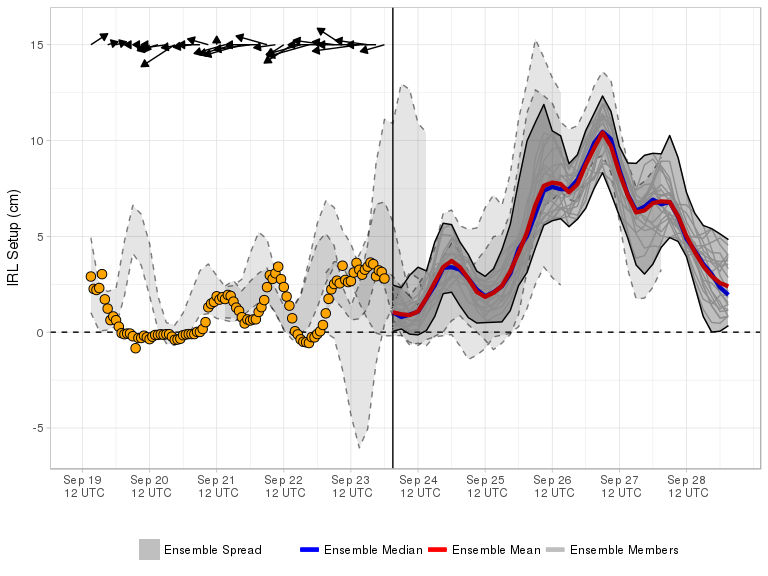 IRL Setup (cm)
15
10
5
0
-5
Sep 19 Sep 20 Sep 21 Sep 22 Sep 23 Sep 24 Sep 25 Sep 26 Sep 27 Sep 28
12 UTC 12 UTC 12 UTC 12 UTC 12 UTC 12 UTC 12 UTC 12 UTC 12 UTC 12 UTC
Ensemble Spread Ensemble Median Ensemble Mean Ensemble Members